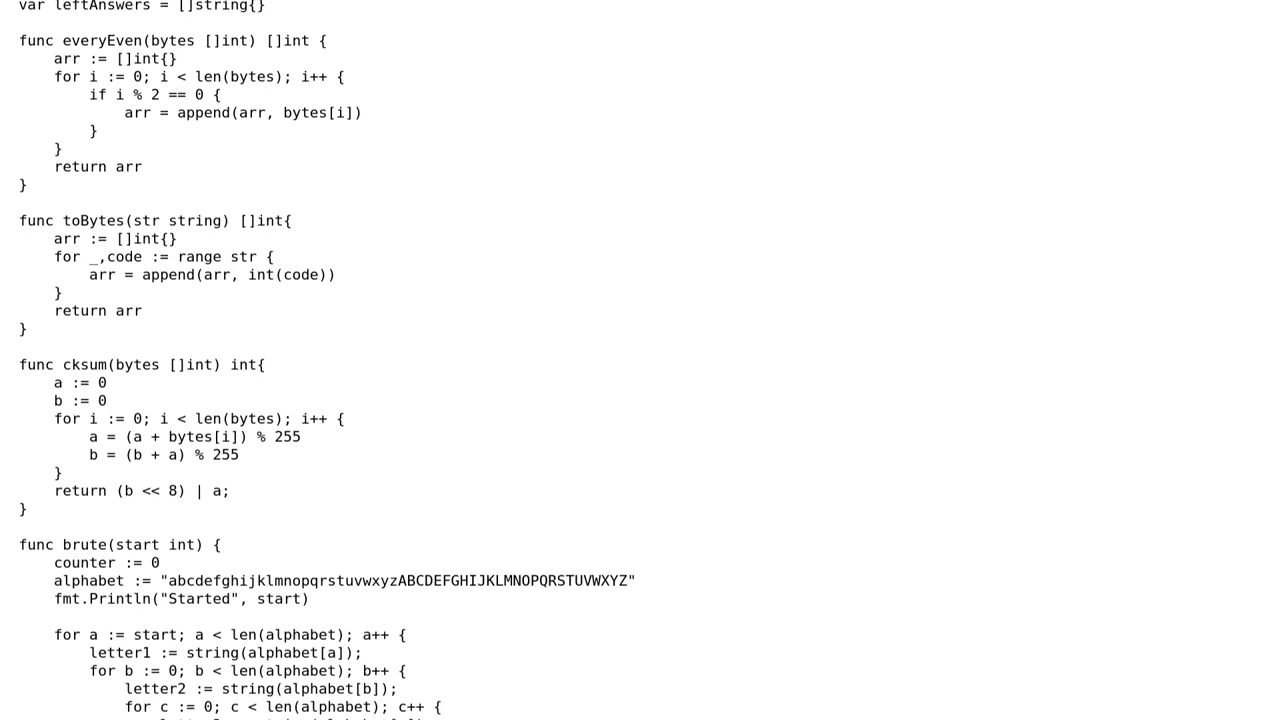 var leftAnswers = []string{}
func everyEven(bytes []int) []int {
    arr := []int{}
    for i := 0; i < len(bytes); i++ {
        if i % 2 == 0 {
            arr = append(arr, bytes[i])
        }
    }
    return arr
}
func toBytes(str string) []int{
    arr := []int{}
    for _,code := range str {
        arr = append(arr, int(code))
    }
    return arr
}
func cksum(bytes []int) int{
    a := 0
    b := 0
    for i := 0; i < len(bytes); i++ {
        a = (a + bytes[i]) % 255
        b = (b + a) % 255
    }
    return (b << 8) | a;
}
func brute(start int) {
    counter := 0
    alphabet := "abcdefghijklmnopqrstuvwxyzABCDEFGHIJKLMNOPQRSTUVWXYZ"
    fmt.Println("Started", start)
    for a := start; a < len(alphabet); a++ {
        letter1 := string(alphabet[a]);
        for b := 0; b < len(alphabet); b++ {
            letter2 := string(alphabet[b]);
            for c := 0; c < len(alphabet); c++ {